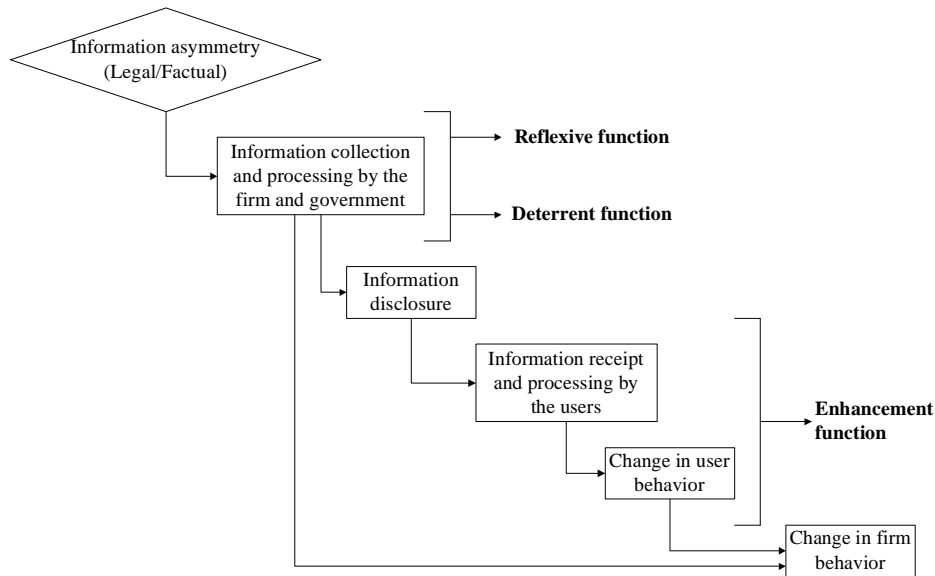 Information asymmetry
(Legal/Factual)
Information collection
and processing by the
firm and government
Reflexive function
Deterrent function
Information
disclosure
Information receipt
and processing by
the users
Enhancement
function
Change in user
behavior
Change in firm
behavior